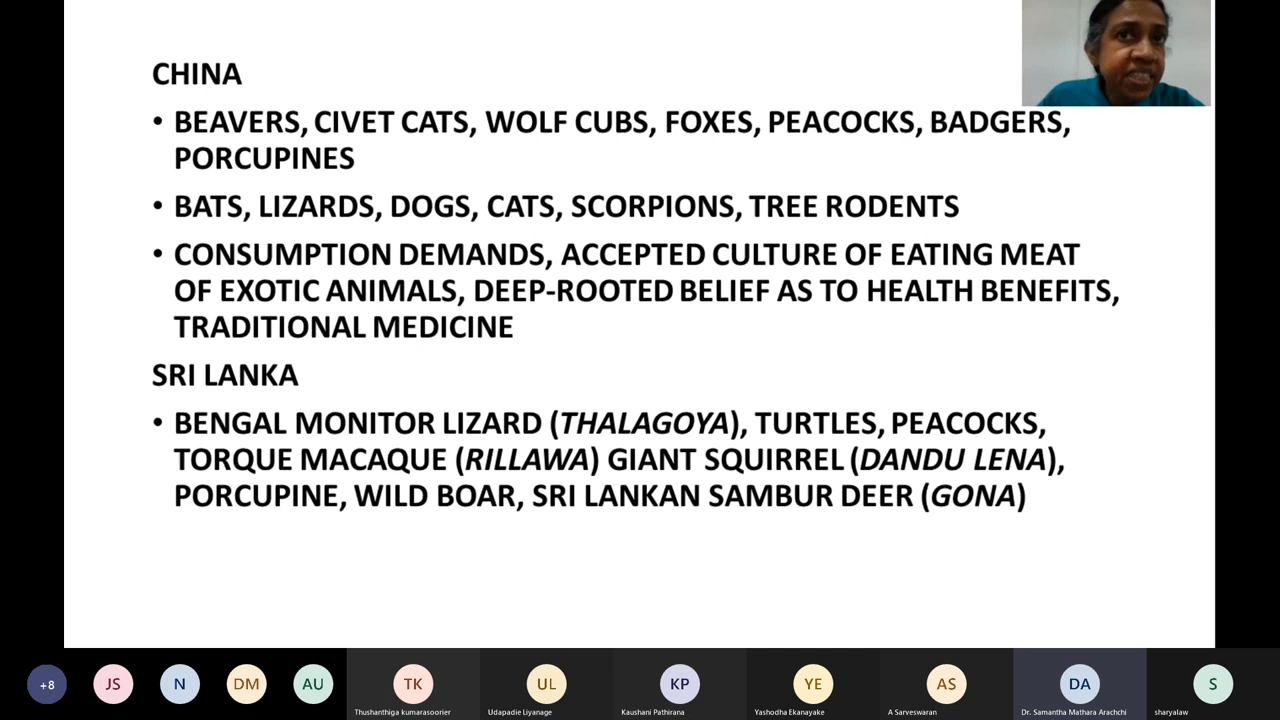 CHINA
• BEAVERS, CIVET CATS, WOLF CUBS, FOXES, PEACOCKS, BADGERS,
PORCUPINES
• BATS, LIZARDS, DOGS, CATS, SCORPIONS, TREE RODENTS
• CONSUMPTION DEMANDS, ACCEPTED CULTURE OF EATING MEAT
OF EXOTIC ANIMALS, DEEP-ROOTED BELIEF AS TO HEALTH BENEFITS,
TRADITIONAL MEDICINE
SRI LANKA
• BENGAL MONITOR LIZARD (THALAGOYA), TURTLES, PEACOCKS,
TORQUE MACAQUE (RILLAWA) GIANT SQUIRREL (DANDU LENA),
PORCUPINE, WILD BOAR, SRI LANKAN SAMBUR DEER (GONA)
+8 JS N DM AU TK UL KP YE AS DA S
Thushanthiga kumarasoorier Udapadie Liyanage Kaushani Pathirana Yashodha Ekanayake A Sarveswaran Dr. Samantha Mathara Arachchi sharyalaw